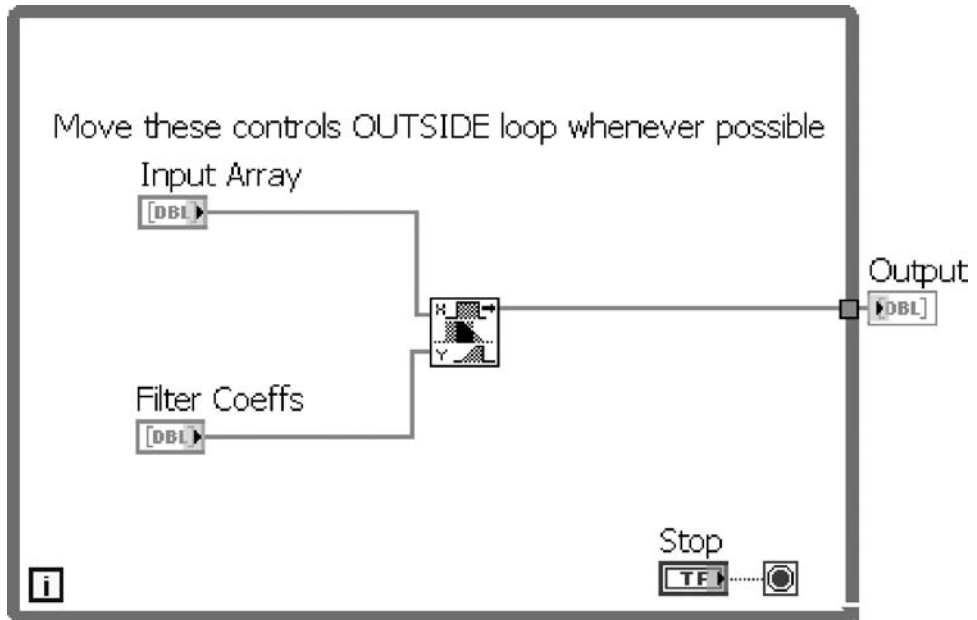 Move these controls OUTSIDE loop whenever possible
Input Array
[DBL]
X
Y
Output
[DBL]
Filter Coeffs
[DBL]
Stop
TF
i